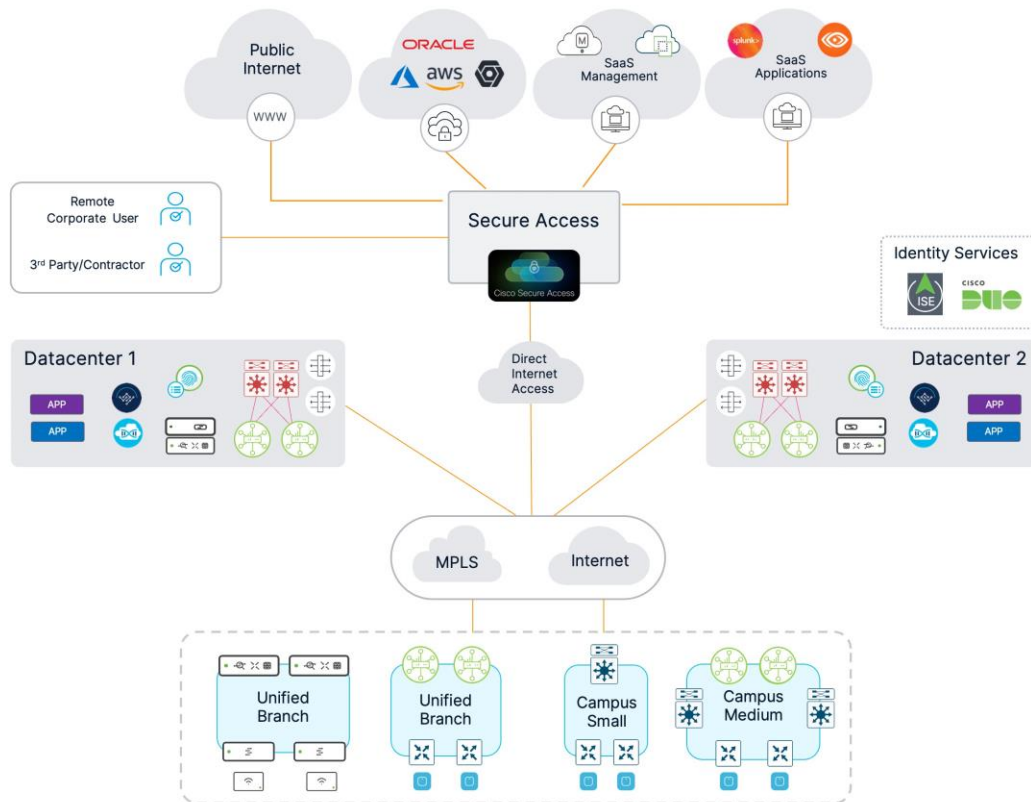 Public
Internet
www
ORACLE
aws
M
SaaS
Management
splunk>
SaaS
Applications
Remote
Corporate User
3rd Party/Contractor
Secure Access
Cisco Secure Access
Identity Services
ISE
CISCO
DUO
Datacenter 1
APP
APP
Direct
Internet
Access
Datacenter 2
APP
APP
MPLS
Internet
Unified
Branch
Unified
Branch
Campus
Small
Campus
Medium